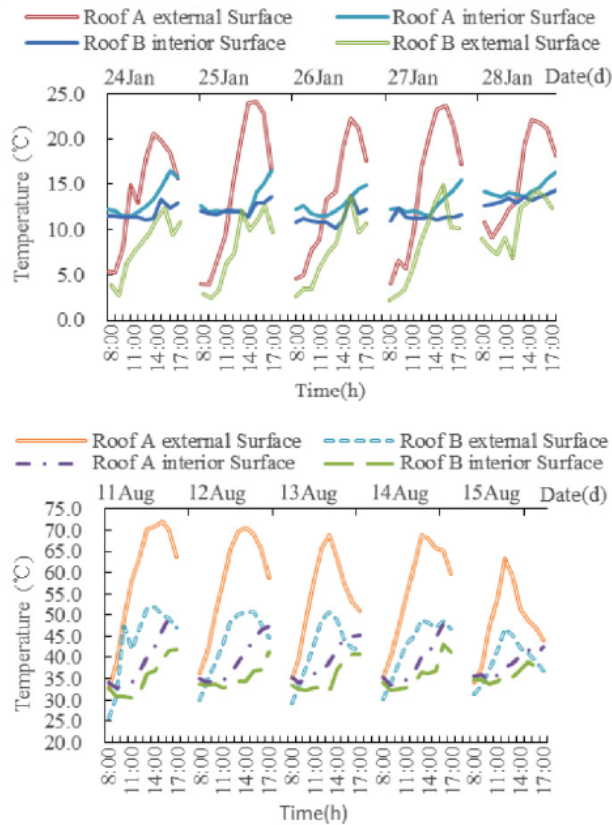 Roof A external Surface Roof A interior Surface
Roof B interior Surface Roof B external Surface
24Jan 25Jan 26Jan 27Jan 28Jan Date(d)
25.0
20.0
15.0
10.0
5.0
0.0
Temperature（℃）
8:00 11:00 14:00 17:00 8:00 11:00 14:00 17:00 8:00 11:00 14:00 17:00 8:00 11:00 14:00 17:00 8:00 11:00 14:00 17:00
Time(h)
Roof A external Surface Roof B external Surface
Roof A interior Surface Roof B interior Surface
11Aug 12Aug 13Aug 14Aug 15Aug Date(d)
75.0
70.0
65.0
60.0
55.0
50.0
45.0
40.0
35.0
30.0
25.0
20.0
Temperature（℃）
8:00 11:00 14:00 17:00 8:00 11:00 14:00 17:00 8:00 11:00 14:00 17:00 8:00 11:00 14:00 17:00 8:00 11:00 14:00 17:00
Time(h)